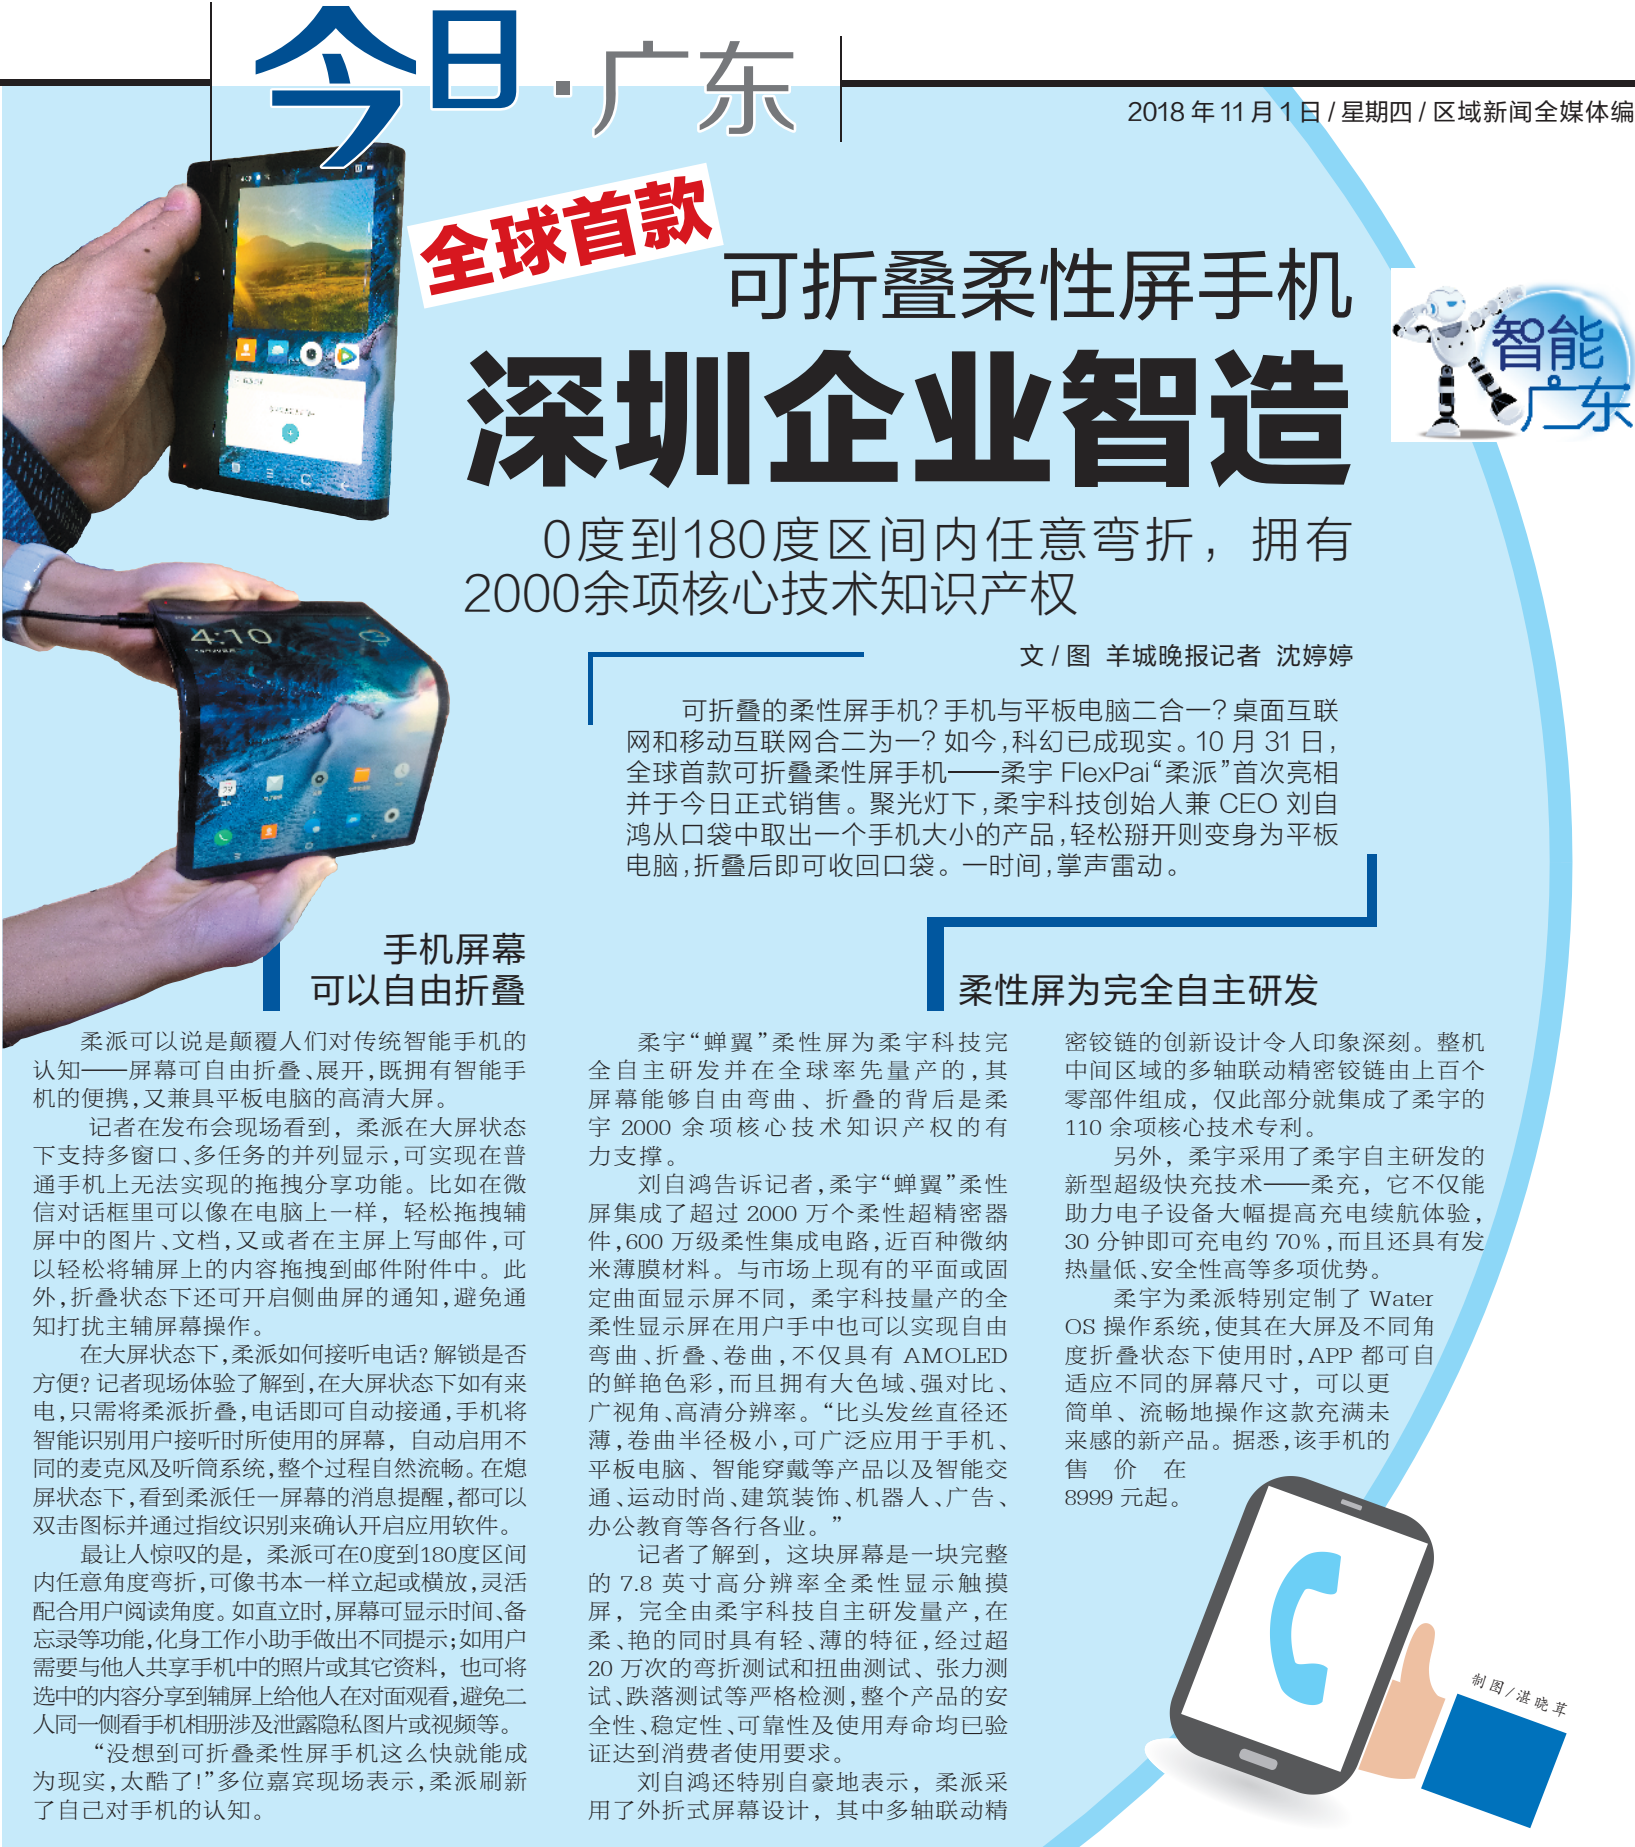 今日·广东
2018年11月1日/星期四/区域新闻全媒体编
全球首款
可折叠柔性屏手机
深圳企业智造
智能
广东
0度到180度区间内任意弯折，拥有
2000余项核心技术知识产权
文/图 羊城晚报记者 沈婷婷
可折叠的柔性屏手机？手机与平板电脑二合一？桌面互联
网和移动互联网合二为一？如今，科幻已成现实。10月31日，
全球首款可折叠柔性屏手机——柔宇FlexPai“柔派”首次亮相
并于今日正式销售。聚光灯下，柔宇科技创始人兼CEO刘自
鸿从口袋中取出一个手机大小的产品，轻松掰开则变身为平板
电脑，折叠后即可收回口袋。一时间，掌声雷动。
4:10
手机屏幕
可以自由折叠
柔派可以说是颠覆人们对传统智能手机的
认知——屏幕可自由折叠、展开，既拥有智能手
机的便携，又兼具平板电脑的高清大屏。
记者在发布会现场看到，柔派在大屏状态
下支持多窗口、多任务的并列显示，可实现在普
通手机上无法实现的拖拽分享功能。比如在微
信对话框里可以像在电脑上一样，轻松拖拽辅
屏中的图片、文档，又或者在主屏上写邮件，可
以轻松将辅屏上的内容拖拽到邮件附件中。此
外，折叠状态下还可开启侧曲屏的通知，避免通
知打扰主辅屏幕操作。
在大屏状态下，柔派如何接听电话？解锁是否
方便？记者现场体验了解到，在大屏状态下如有来
电，只需将柔派折叠，电话即可自动接通，手机将
智能识别用户接听时所使用的屏幕，自动启用不
同的麦克风及听筒系统，整个过程自然流畅。在熄
屏状态下，看到柔派任一屏幕的消息提醒，都可以
双击图标并通过指纹识别来确认开启应用软件。
最让人惊叹的是，柔派可在0度到180度区间
内任意角度弯折，可像书本一样立起或横放，灵活
配合用户阅读角度。如直立时，屏幕可显示时间、备
忘录等功能，化身工作小助手做出不同提示；如用户
需要与他人共享手机中的照片或其它资料，也可将
选中的内容分享到辅屏上给他人在对面观看，避免二
人同一侧看手机相册涉及泄露隐私图片或视频等。
“没想到可折叠柔性屏手机这么快就能成
为现实，太酷了！”多位嘉宾现场表示，柔派刷新
了自己对手机的认知。
柔性屏为完全自主研发
柔宇“蝉翼”柔性屏为柔宇科技完
全自主研发并在全球率先量产的，其
屏幕能够自由弯曲、折叠的背后是柔
宇2000余项核心技术知识产权的有
力支撑。
刘自鸿告诉记者，柔宇“蝉翼”柔性
屏集成了超过2000万个柔性超精密器
件，600万级柔性集成电路，近百种微纳
米薄膜材料。与市场上现有的平面或固
定曲面显示屏不同，柔宇科技量产的全
柔性显示屏在用户手中也可以实现自由
弯曲、折叠、卷曲，不仅具有AMOLED
的鲜艳色彩，而且拥有大色域、强对比、
广视角、高清分辨率。“比头发丝直径还
薄，卷曲半径极小，可广泛应用于手机、
平板电脑、智能穿戴等产品以及智能交
通、运动时尚、建筑装饰、机器人、广告、
办公教育等各行各业。”
记者了解到，这块屏幕是一块完整
的7.8英寸高分辨率全柔性显示触摸
屏，完全由柔宇科技自主研发量产，在
柔、艳的同时具有轻、薄的特征，经过超
20万次的弯折测试和扭曲测试、张力测
试、跌落测试等严格检测，整个产品的安
全性、稳定性、可靠性及使用寿命均已验
证达到消费者使用要求。
刘自鸿还特别自豪地表示，柔派采
用了外折式屏幕设计，其中多轴联动精
密铰链的创新设计令人印象深刻。整机
中间区域的多轴联动精密铰链由上百个
零部件组成，仅此部分就集成了柔宇的
110余项核心技术专利。
另外，柔宇采用了柔宇自主研发的
新型超级快充技术——柔充，它不仅能
助力电子设备大幅提高充电续航体验，
30分钟即可充电约70%，而且还具有发
热量低、安全性高等多项优势。
柔宇为柔派特别定制了Water
OS操作系统，使其在大屏及不同角
度折叠状态下使用时，APP都可自
适应不同的屏幕尺寸，可以更
简单、流畅地操作这款充满未
来感的新产品。据悉，该手机的
售价在
8999元起。
制图/湛晓茸